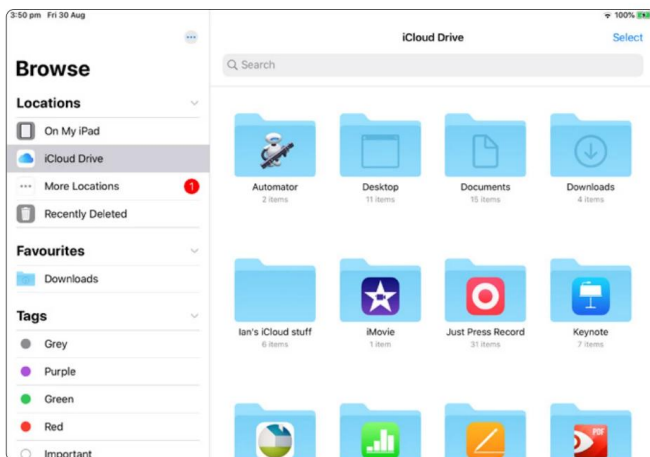 3:50 pm Fri 30 Aug
100%
Browse
Locations
On My iPad
iCloud Drive
More Locations
1
Recently Deleted
Favourites
Downloads
Tags
Grey
Purple
Green
Red
Important
iCloud Drive
Select
Search
Automator
2 items
Desktop
11 items
Documents
15 items
Downloads
4 items
Ian's iCloud stuff
6 items
iMovie
1 item
Just Press Record
31 items
Keynote
7 items
PDF